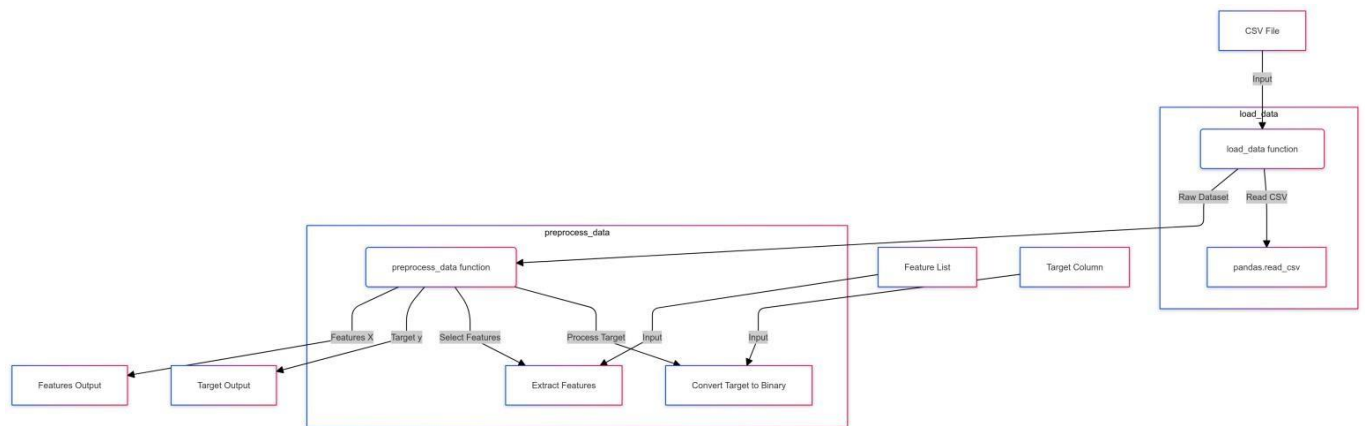 CSV File
Input
load_data
load_data function
Raw Dataset
Read CSV
preprocess_data
preprocess_data function
Feature List
Target Column
pandas.read_csv
Features X
Target y
Select Features
Process Target
Input
Input
Features Output
Target Output
Extract Features
Convert Target to Binary